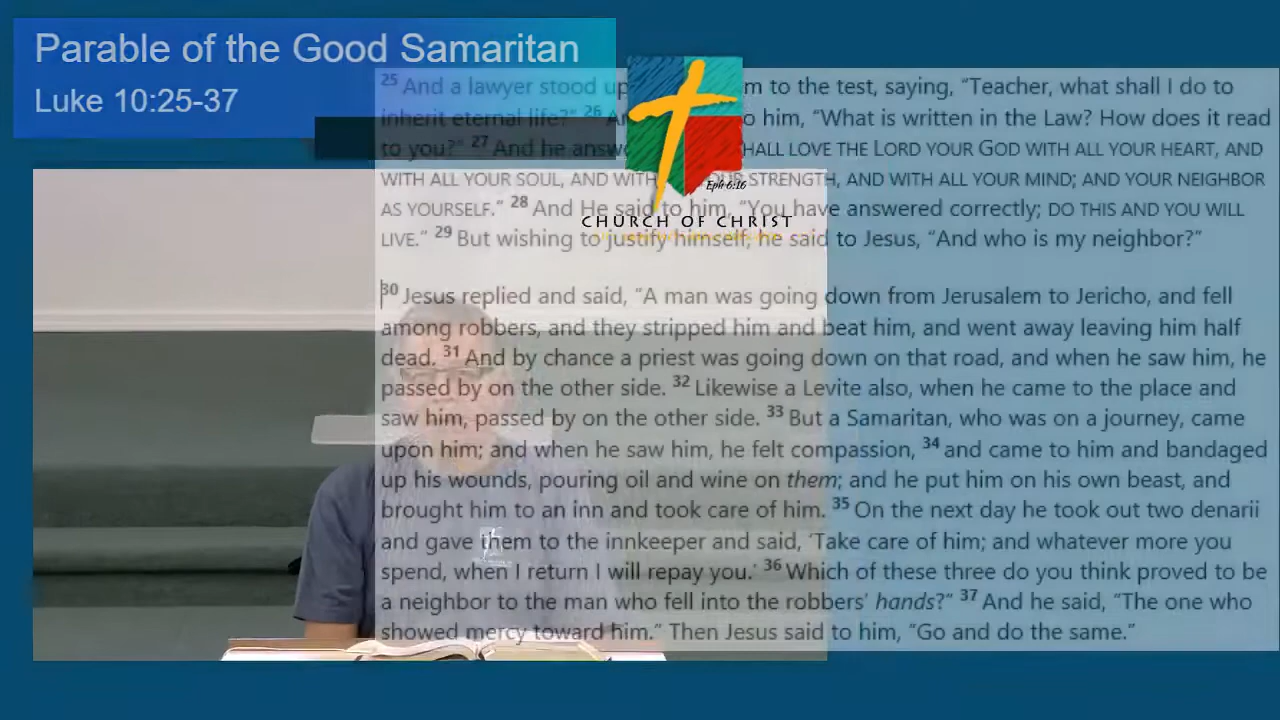 Parable of the Good Samaritan
Luke 10:25-37
25 And a lawyer stood up m to the test, saying, “Teacher, what shall I do to
inherit eternal life?” 26 to him, “What is written in the Law? How does it read
to you?” 27 And he answ HALL LOVE THE LORD YOUR GOD WITH ALL YOUR HEART, AND
WITH ALL YOUR SOUL, AND WITH YOUR STRENGTH, AND WITH ALL YOUR MIND; AND YOUR NEIGHBOR
Eph 6:16
AS YOURSELF.” 28 And He said to him, “You have answered correctly; DO THIS AND YOU WILL
CHURCH OF CHRIST
LIVE.” 29 But wishing to justify himself, he said to Jesus, “And who is my neighbor?”
30 Jesus replied and said, “A man was going down from Jerusalem to Jericho, and fell
among robbers, and they stripped him and beat him, and went away leaving him half
dead. 31 And by chance a priest was going down on that road, and when he saw him, he
passed by on the other side. 32 Likewise a Levite also, when he came to the place and
saw him, passed by on the other side. 33 But a Samaritan, who was on a journey, came
upon him; and when he saw him, he felt compassion, 34 and came to him and bandaged
up his wounds, pouring oil and wine on them; and he put him on his own beast, and
brought him to an inn and took care of him. 35 On the next day he took out two denarii
and gave them to the innkeeper and said, ‘Take care of him; and whatever more you
spend, when I return I will repay you.’ 36 Which of these three do you think proved to be
a neighbor to the man who fell into the robbers’ hands?” 37 And he said, “The one who
showed mercy toward him.” Then Jesus said to him, “Go and do the same.”